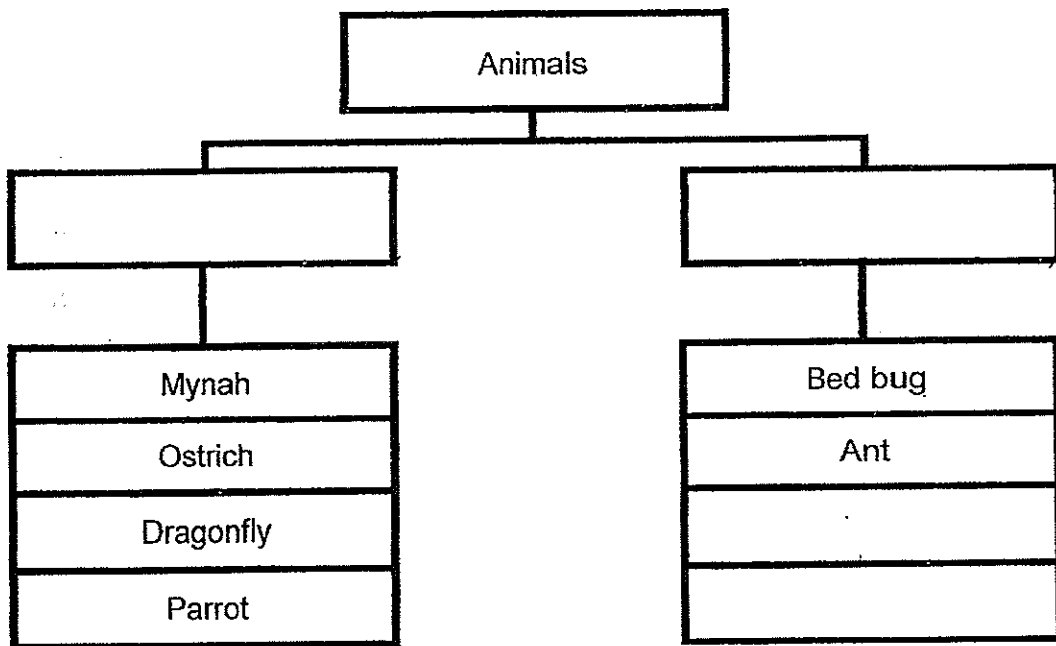 Animals
Mynah
Ostrich
Dragonfly
Parrot
Bed bug
Ant